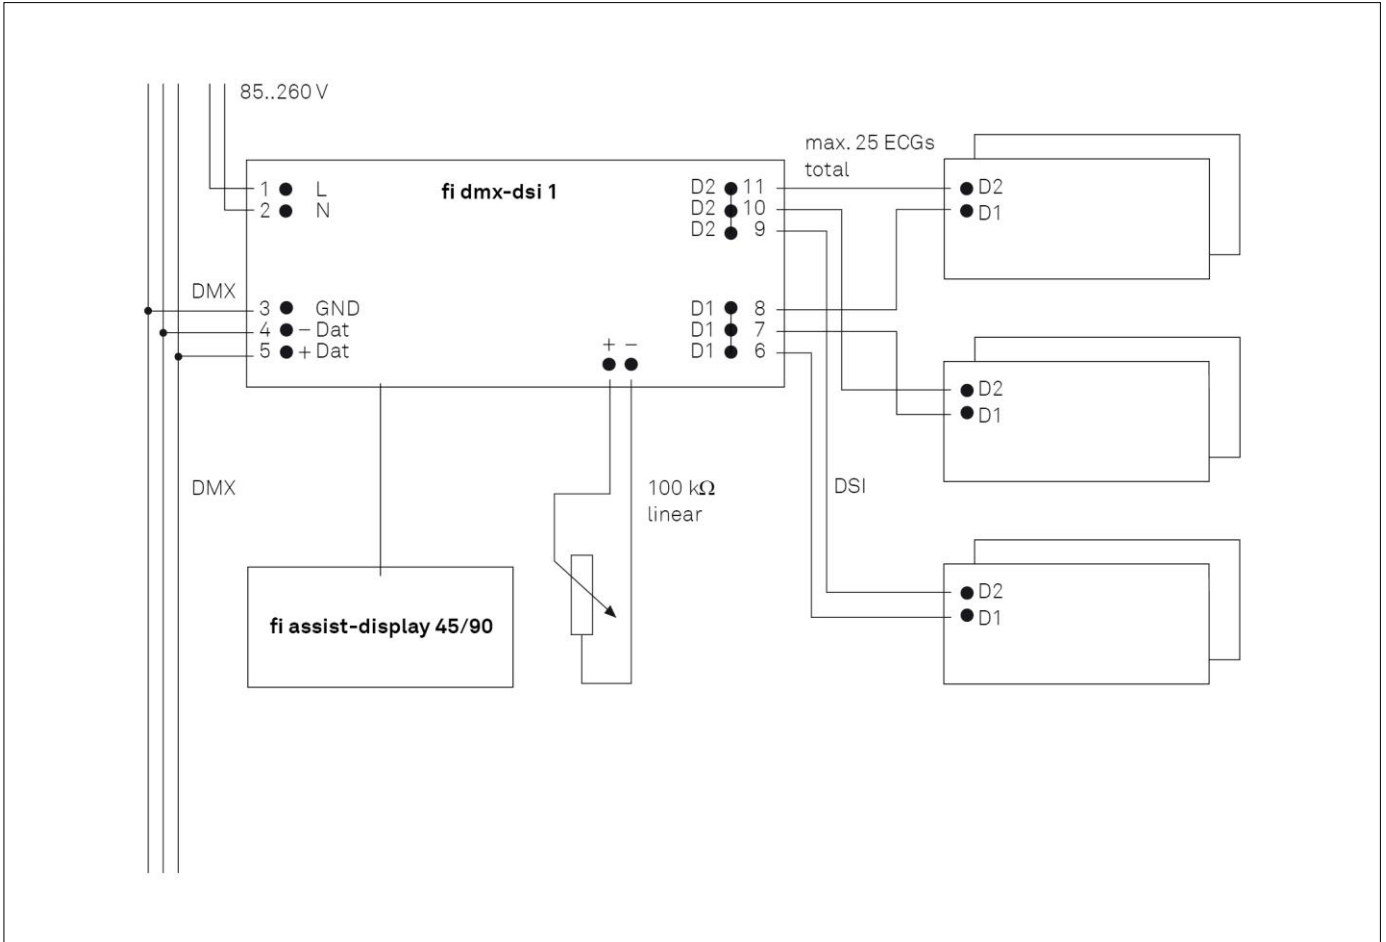 85..260 V
max. 25 ECGs
total
fi dmx-dsi 1
1 L
2 N
D2 11
D2 10
D2 9
D2
D1
DMX
3 GND
4 – Dat
5 + Dat
D1 8
D1 7
D1 6
+ –
D2
D1
DMX
100 kΩ
linear
DSI
fi assist-display 45/90
D2
D1